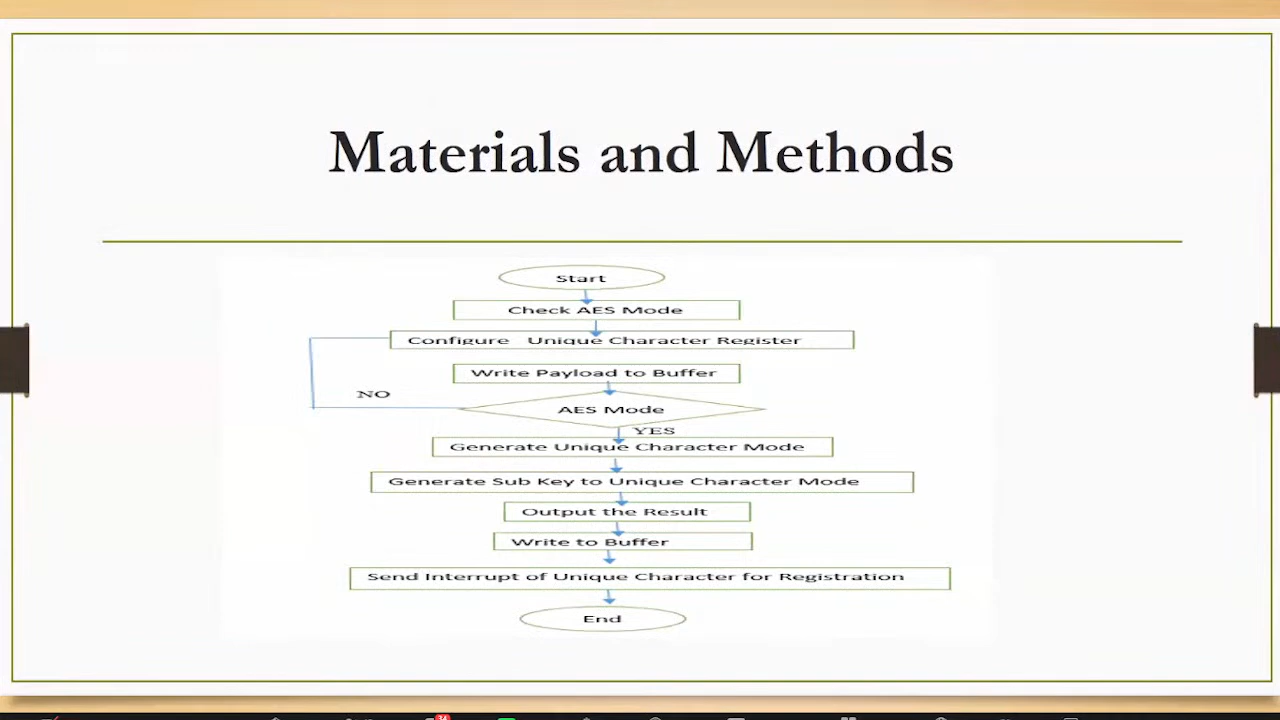 Materials and Methods
Start
Check AES Mode
Configure Unique Character Register
Write Payload to Buffer
NO
AES Mode
YES
Generate Unique Character Mode
Generate Sub Key to Unique Character Mode
Output the Result
Write to Buffer
Send Interrupt of Unique Character for Registration
End
34